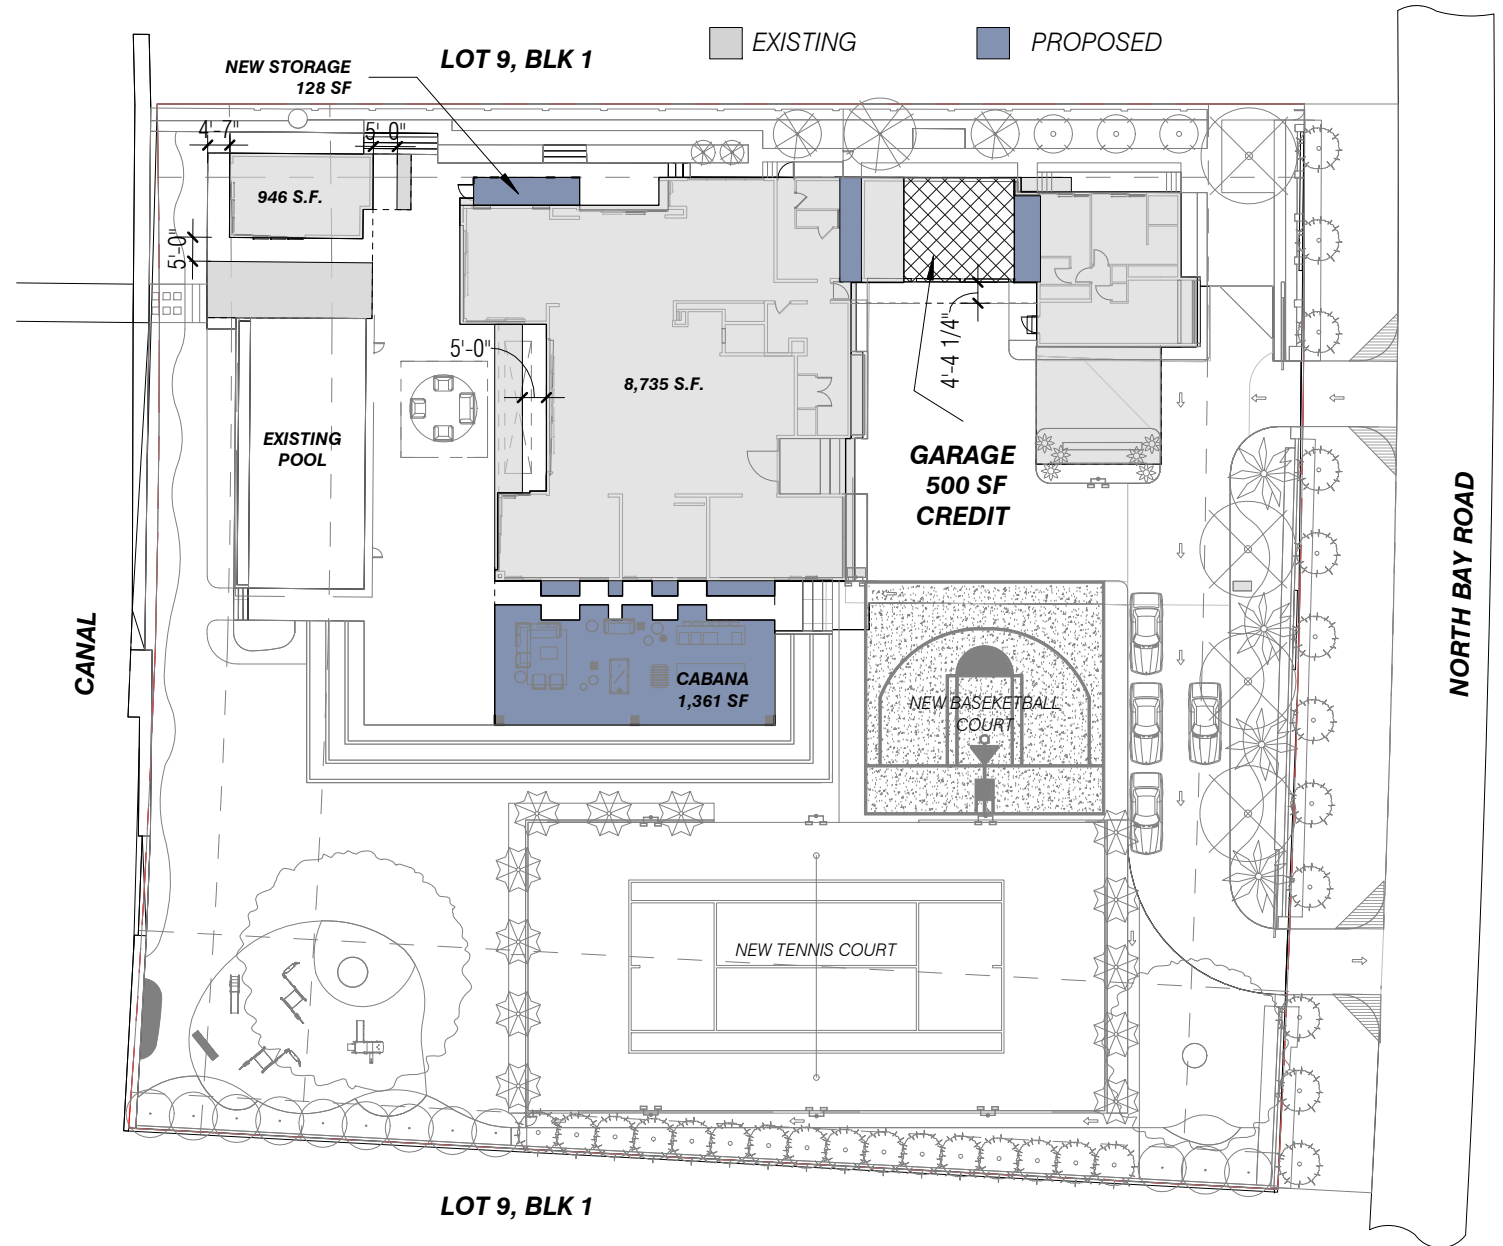 EXISTING
PROPOSED
LOT 9, BLK 1
NEW STORAGE
128 SF
4'-7"
5'-0"
946 S.F.
5'-0"
5'-0"
4'-4 1/4"
8,735 S.F.
EXISTING
POOL
GARAGE
500 SF
CREDIT
NORTH BAY ROAD
CANAL
CABANA
1,361 SF
NEW BASEKETBALL
COURT
NEW TENNIS COURT
LOT 9, BLK 1